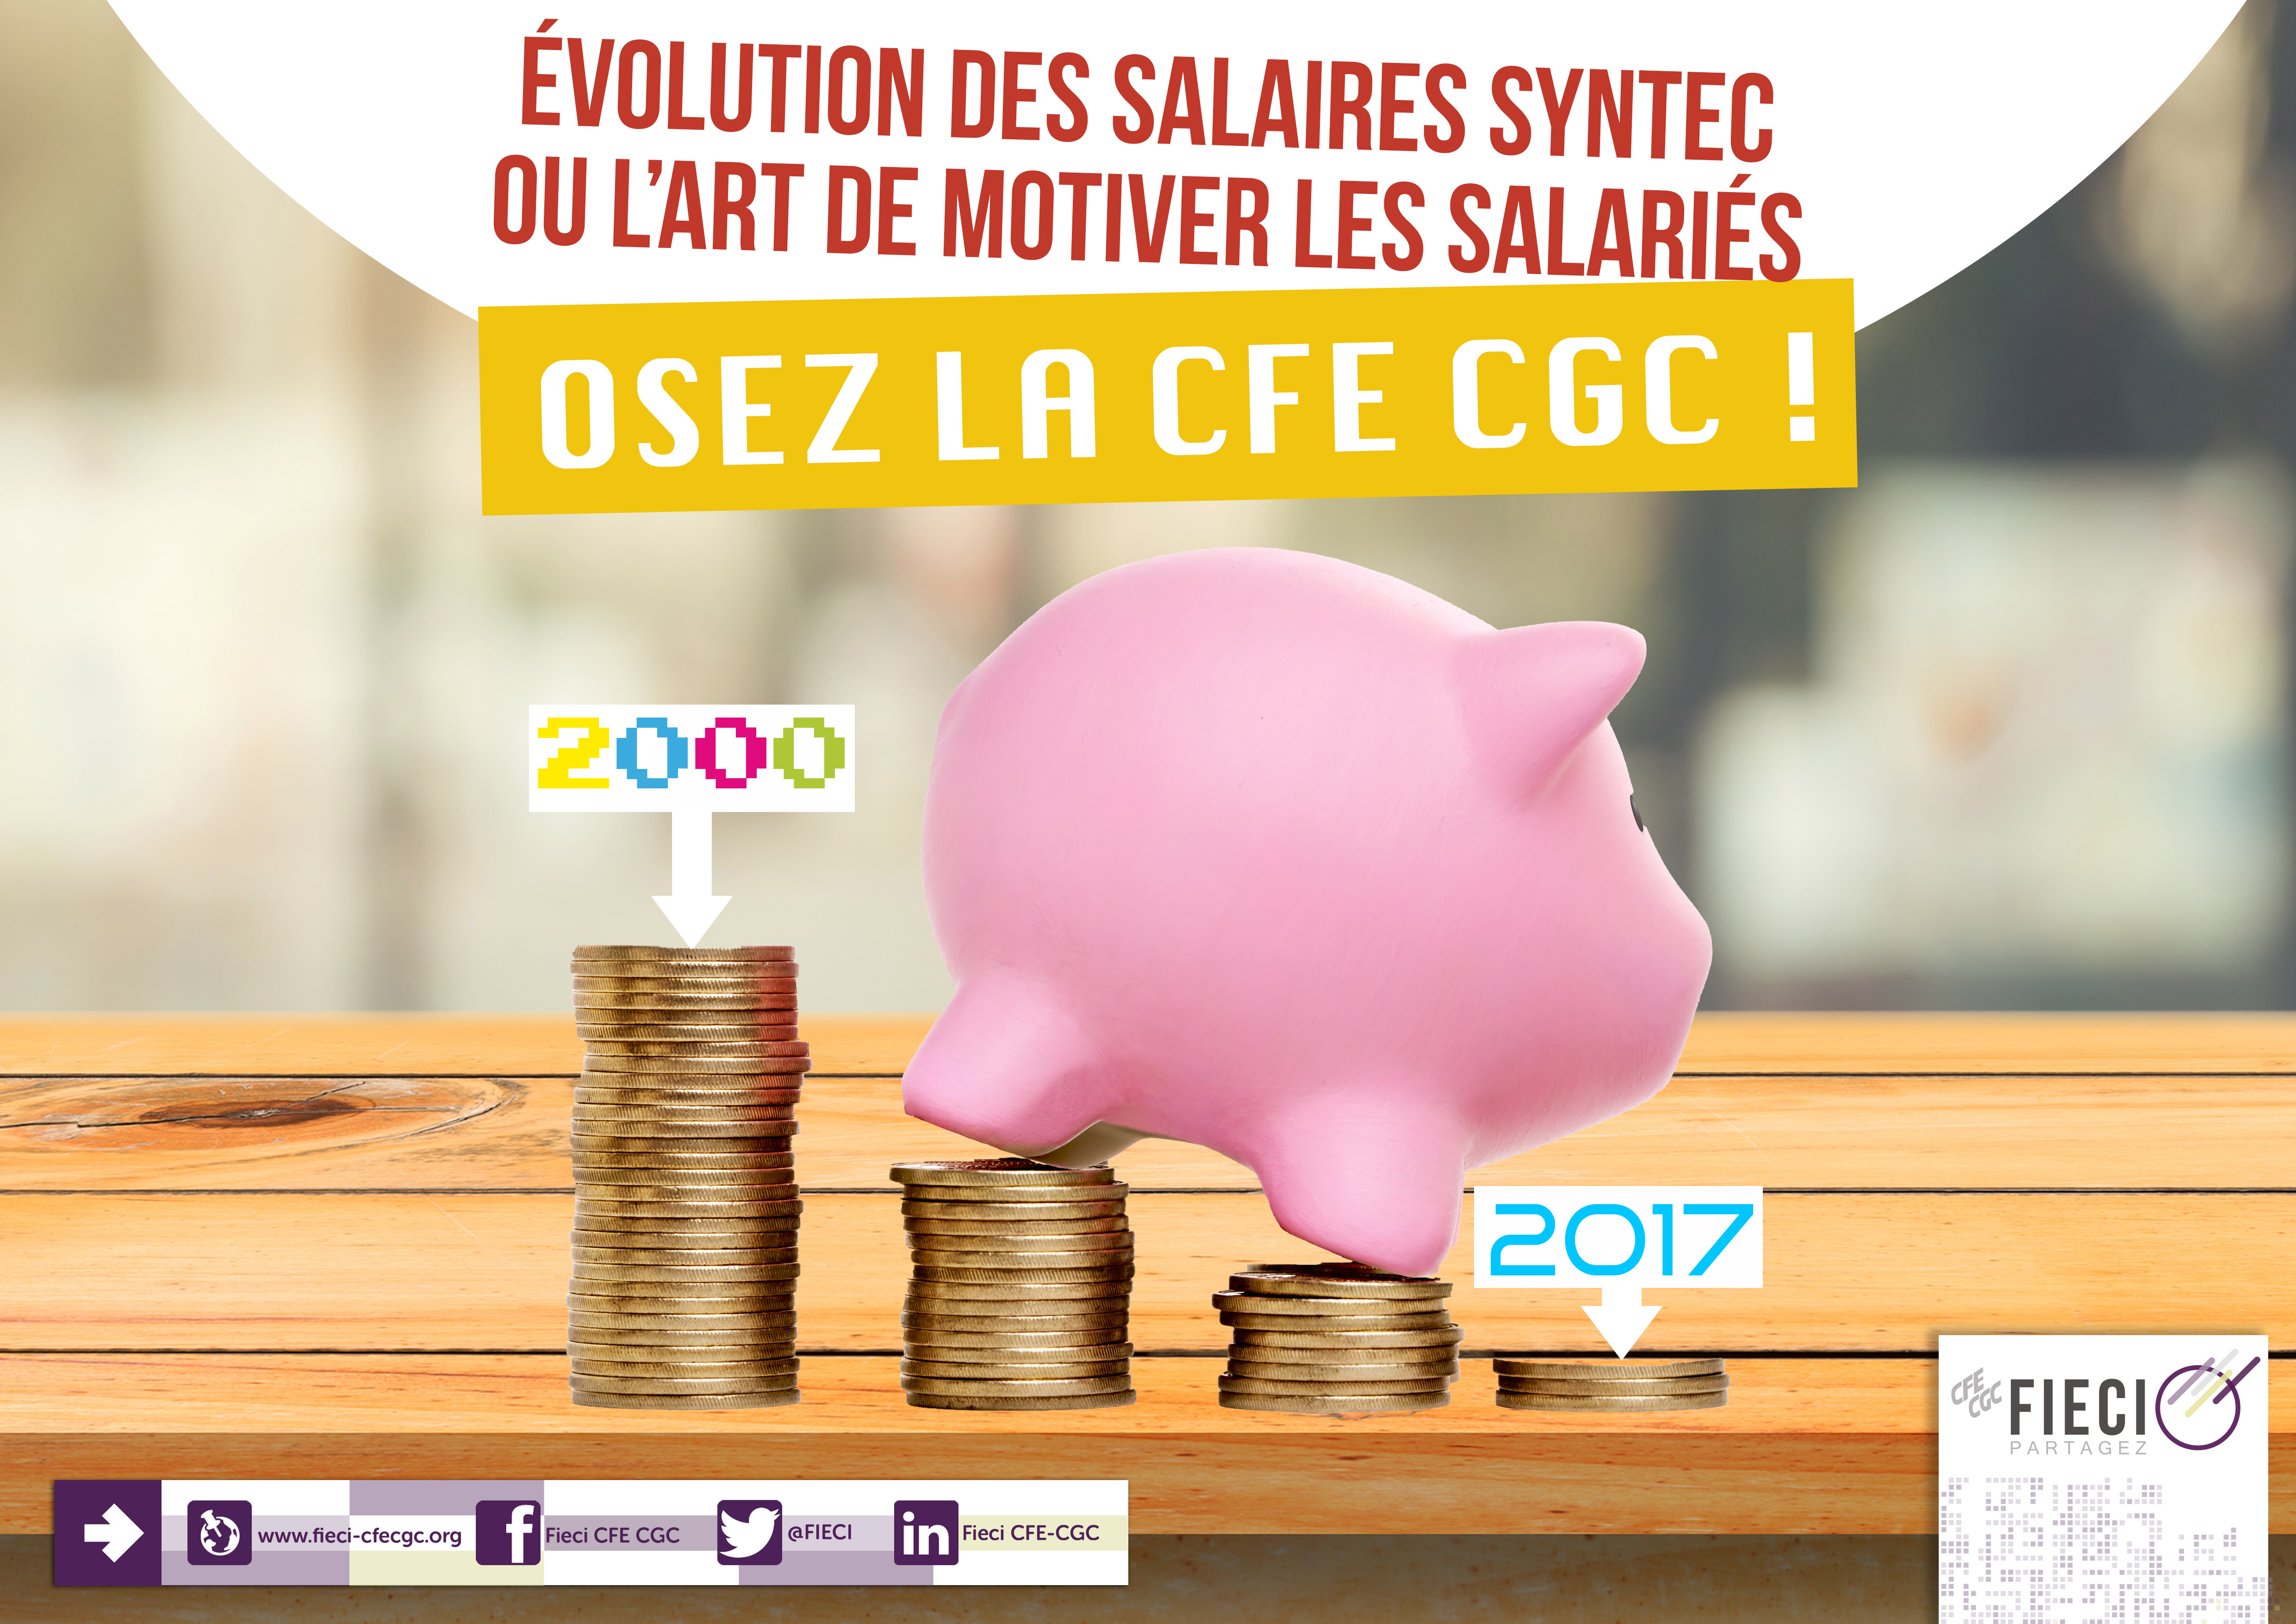 ÉVOLUTION DES SALAIRES SYNTEC
OU L'ART DE MOTIVER LES SALARIÉS
OSEZ LA CFE CGC !
2000
2017
CFE CGC
FIECI
PARTAGEZ
www.fieci-cfecgc.org
Fieci CFE CGC
@FIECI
Fieci CFE-CGC